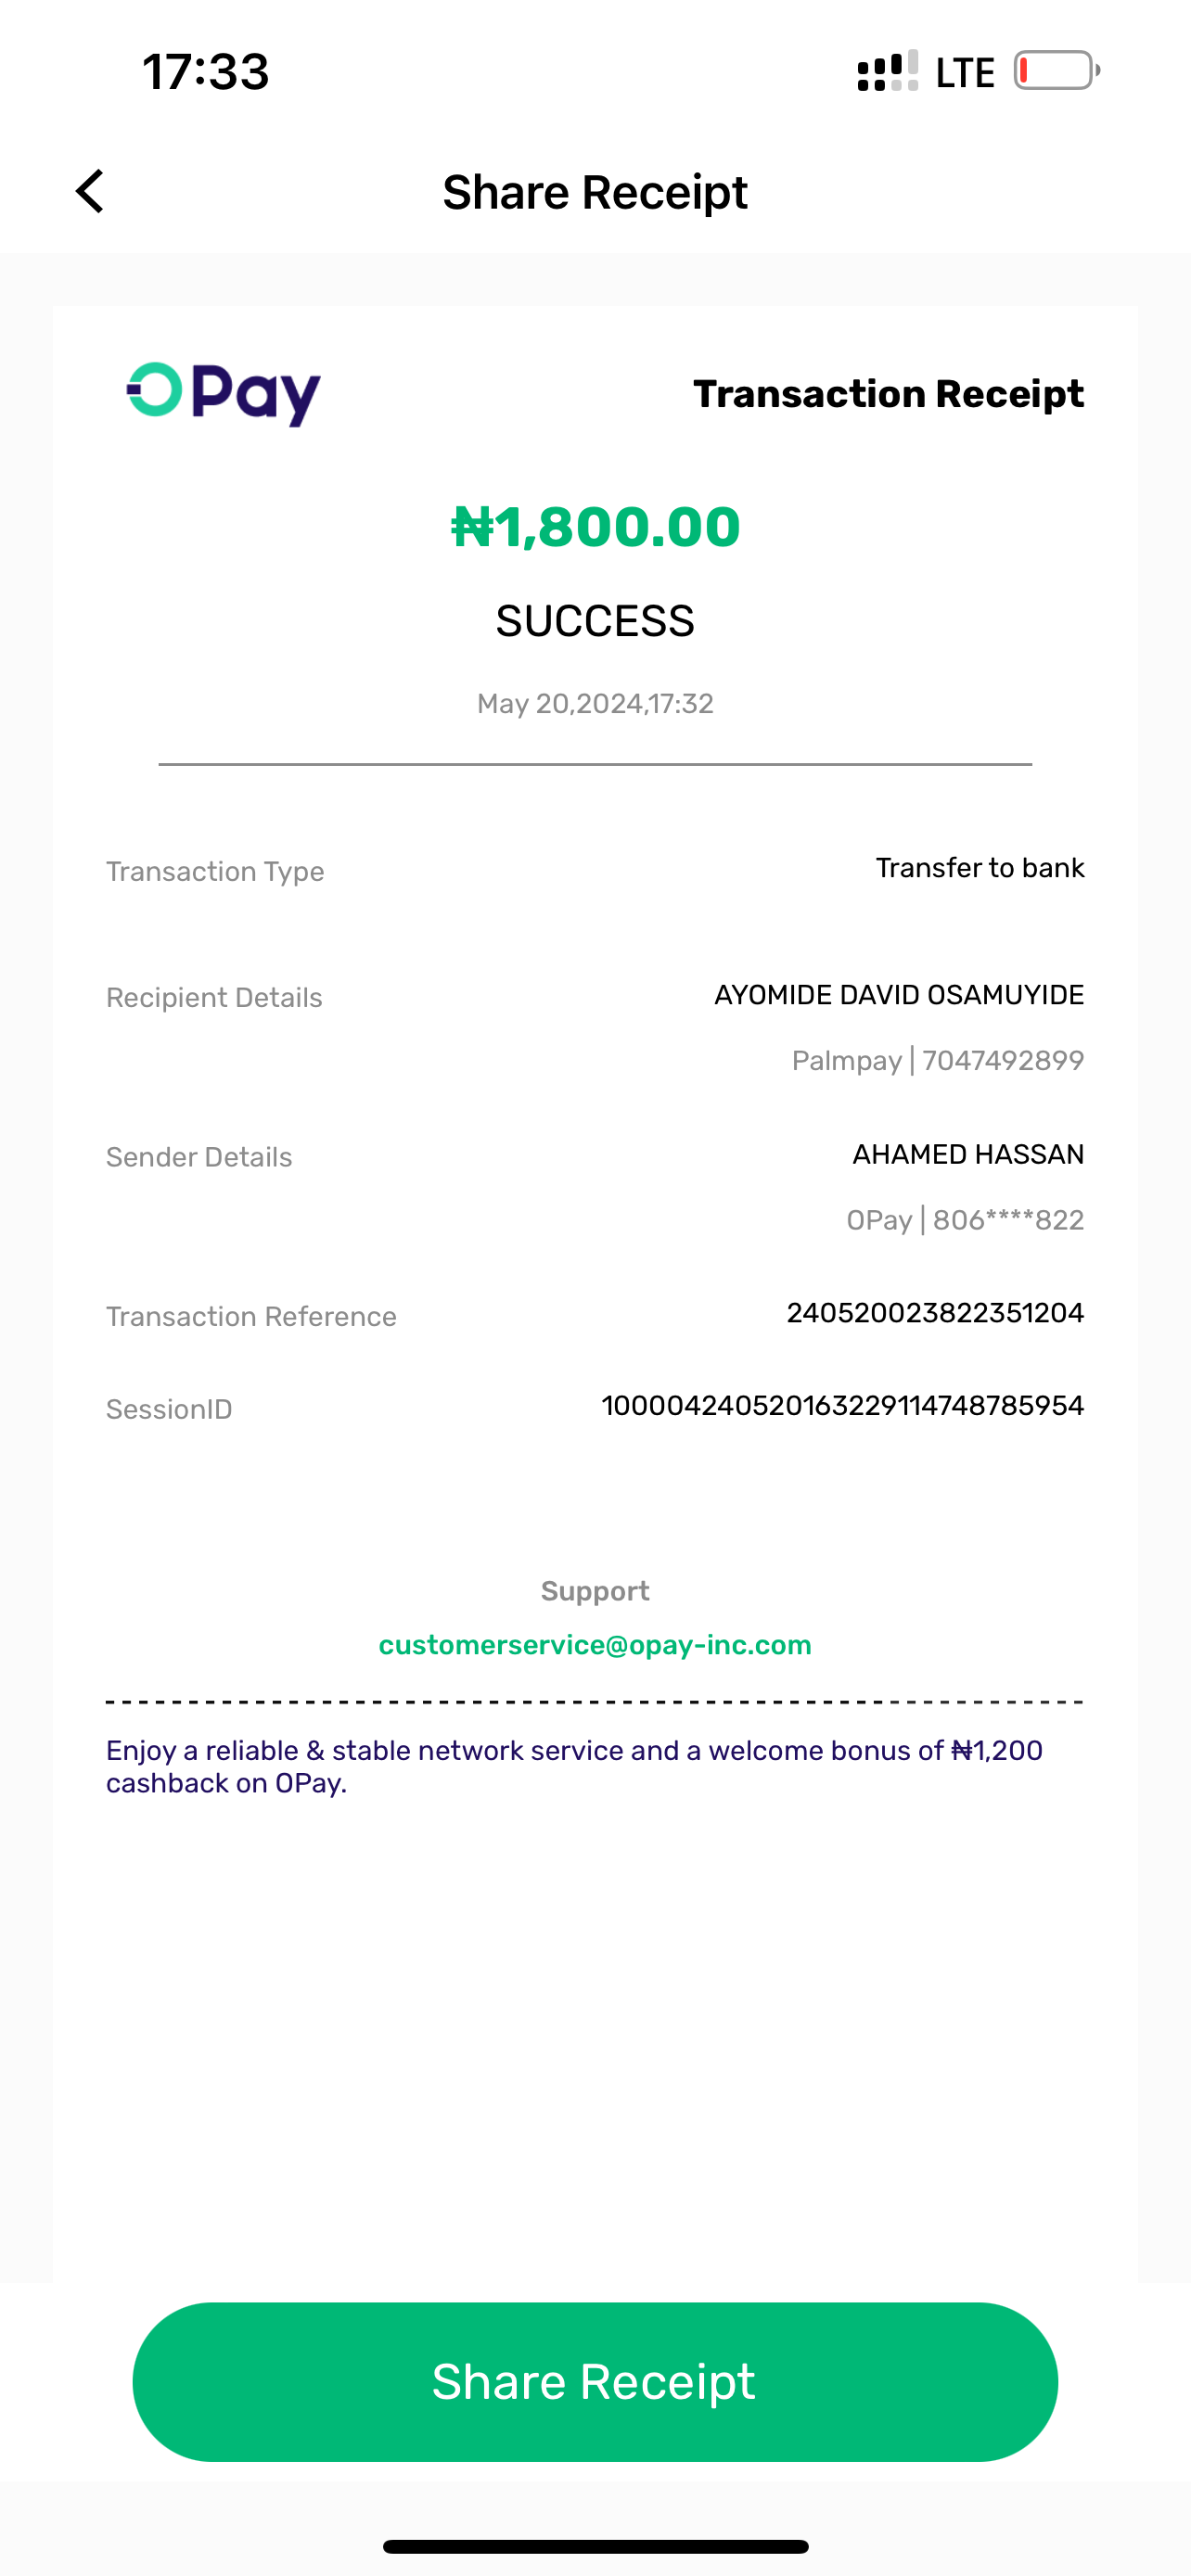 17:33 LTE
Share Receipt
OPay Transaction Receipt
₦1,800.00
SUCCESS
May 20,2024,17:32
Transaction Type Transfer to bank
Recipient Details AYOMIDE DAVID OSAMUYIDE
Palmpay | 7047492899
Sender Details AHAMED HASSAN
OPay | 806****822
Transaction Reference 240520023822351204
SessionID 100004240520163229114748785954
Support
customerservice@opay-inc.com
Enjoy a reliable & stable network service and a welcome bonus of ₦1,200
cashback on OPay.
Share Receipt